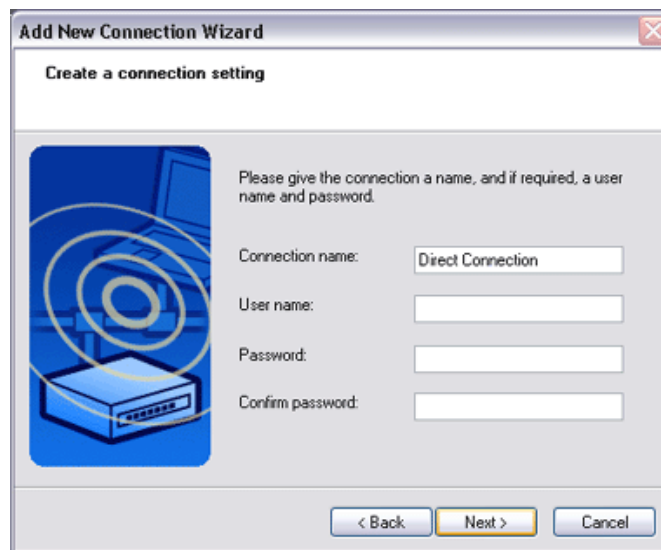 Add New Connection Wizard
Create a connection setting
Please give the connection a name, and if required, a user
name and password.
Connection name:
Direct Connection
User name:
Password:
Confirm password:
< Back
Next >
Cancel